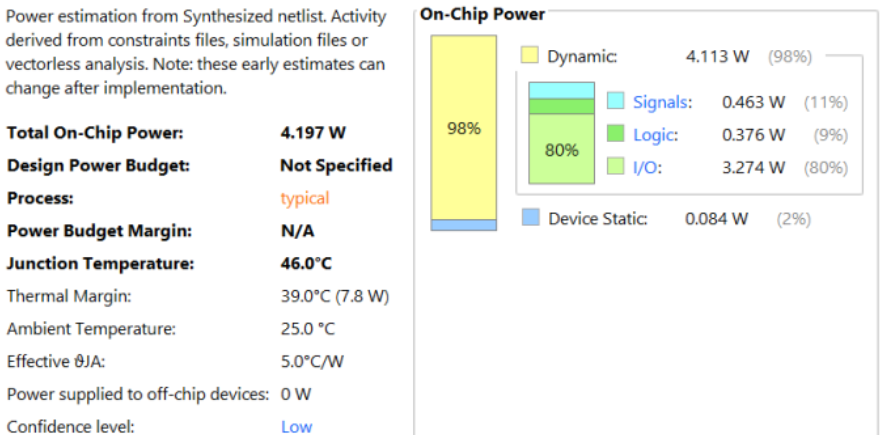 Power estimation from Synthesized netlist. Activity
derived from constraints files, simulation files or
vectorless analysis. Note: these early estimates can
change after implementation.
Total On-Chip Power: 4.197 W
Design Power Budget: Not Specified
Process: typical
Power Budget Margin: N/A
Junction Temperature: 46.0°C
Thermal Margin: 39.0°C (7.8 W)
Ambient Temperature: 25.0 °C
Effective ϑJA: 5.0°C/W
Power supplied to off-chip devices: 0 W
Confidence level: Low
On-Chip Power
98%
Dynamic: 4.113 W (98%)
80%
Signals: 0.463 W (11%)
Logic: 0.376 W (9%)
I/O: 3.274 W (80%)
Device Static: 0.084 W (2%)